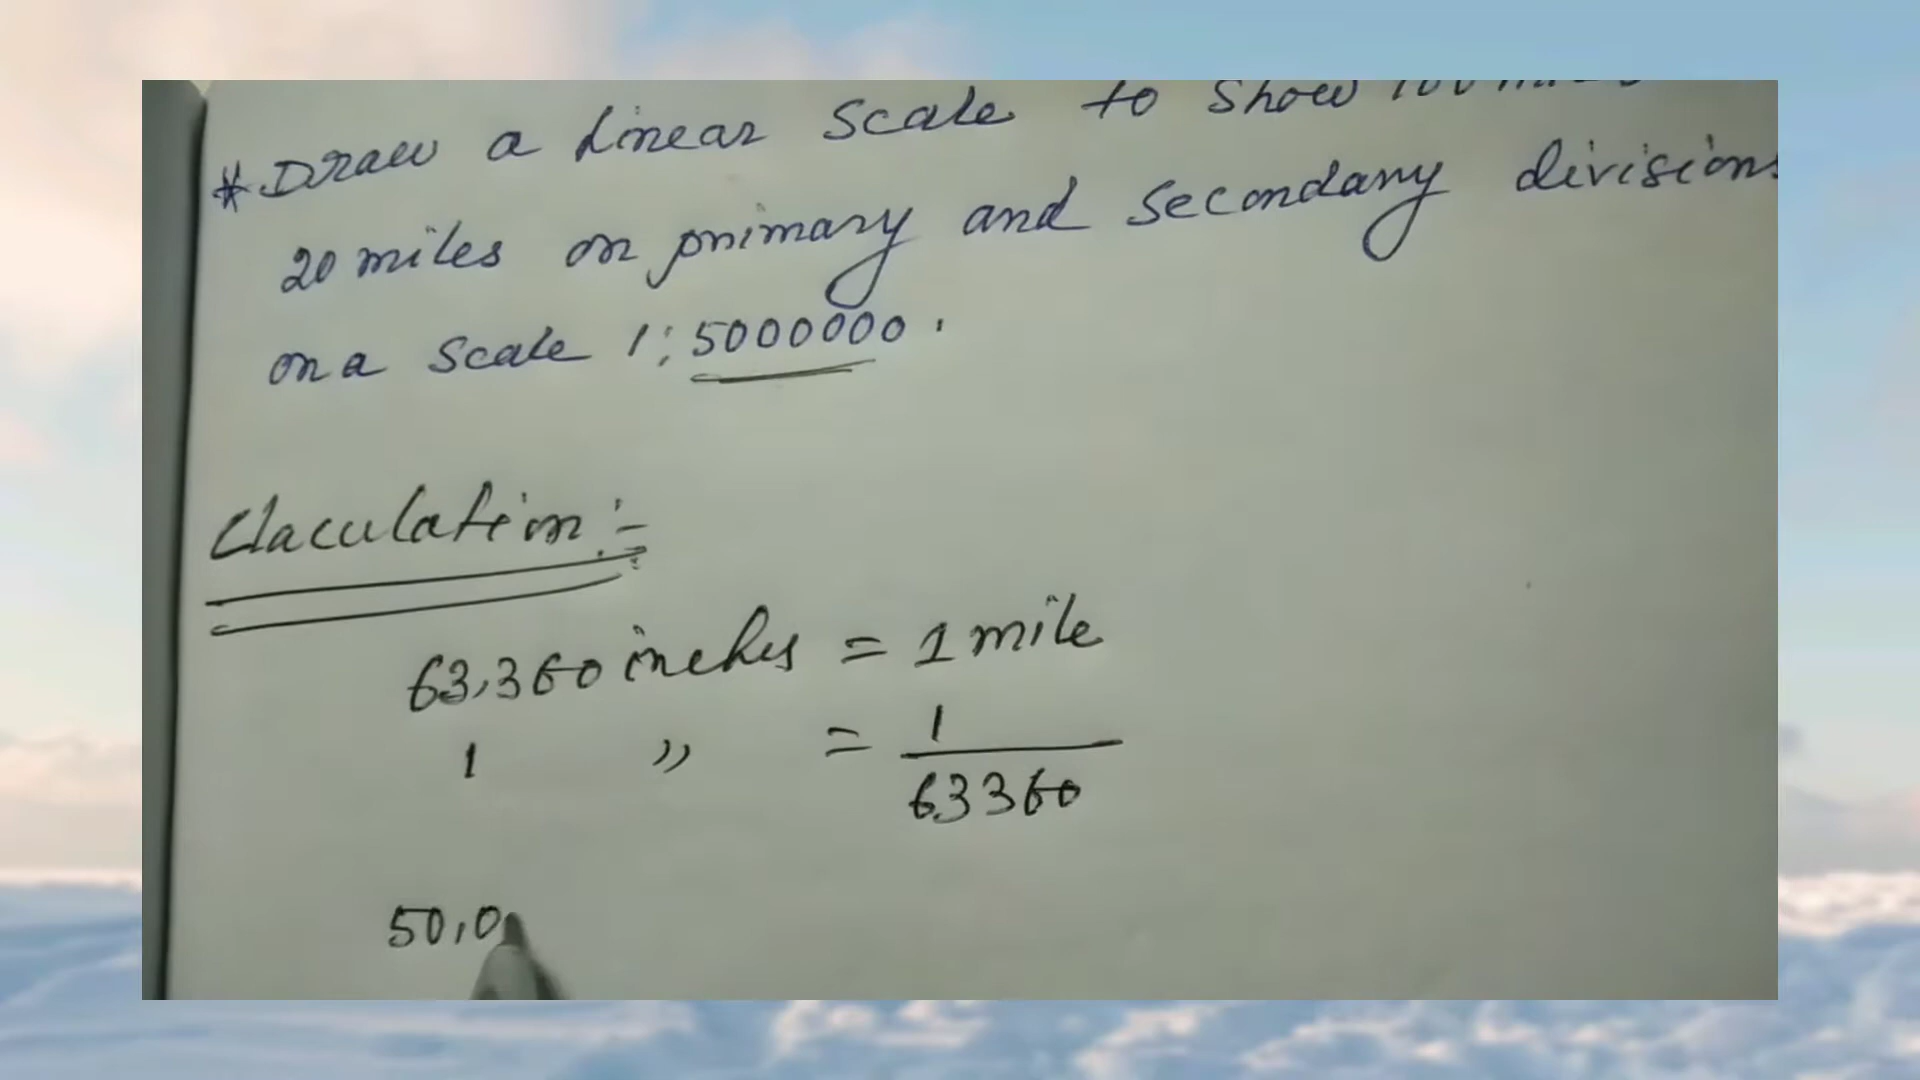 * Draw a Linear Scale to Show 100
20 miles on primary and secondary divisions
on a scale 1:5000000.
Claculation:-
63,360 inches = 1 mile
1 " = 1
63360
50,0